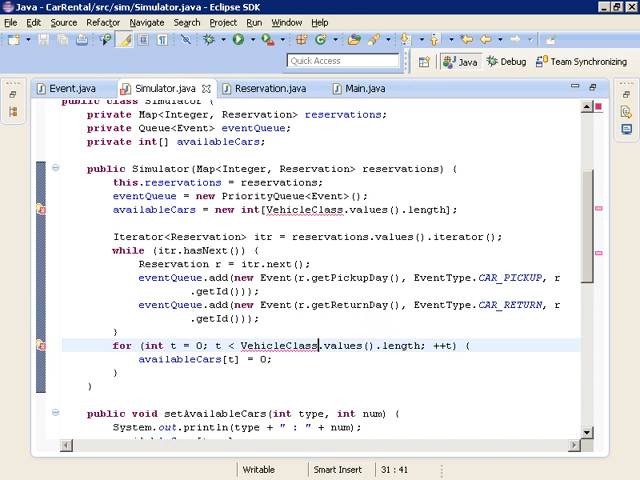 Java - CarRental/src/sim/Simulator.java - Eclipse SDK
File Edit Source Refactor Navigate Search Project Run Window Help
Quick Access
Java
Debug
Team Synchronizing
Event.java
Simulator.java
Reservation.java
Main.java
public class Simulator {
private Map<Integer, Reservation> reservations;
private Queue<Event> eventQueue;
private int[] availableCars;
public Simulator(Map<Integer, Reservation> reservations) {
this.reservations = reservations;
eventQueue = new PriorityQueue<Event>();
availableCars = new int[VehicleClass.values().length];
Iterator<Reservation> itr = reservations.values().iterator();
while (itr.hasNext()) {
Reservation r = itr.next();
eventQueue.add(new Event(r.getPickupDay(), EventType.CAR_PICKUP, r
.getId()));
eventQueue.add(new Event(r.getReturnDay(), EventType.CAR_RETURN, r
.getId()));
}
for (int t = 0; t < VehicleClass.values().length; ++t) {
availableCars[t] = 0;
}
}
public void setAvailableCars(int type, int num) {
System.out.println(type + " : " + num);
Writable
Smart Insert
31 : 41